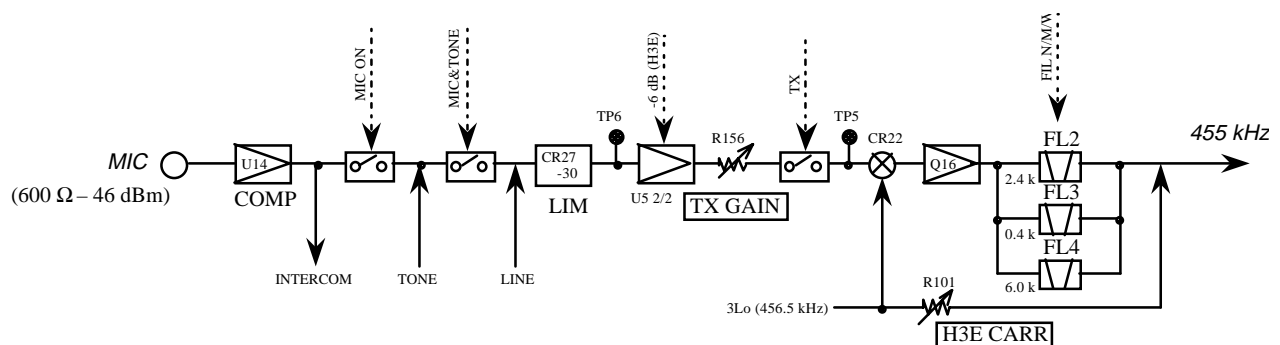 MIC ON
MIC&TONE
-6 dB (H3E)
TX
FIL N/M/W
TP6
TP5
R156
CR22
FL2
455 kHz
MIC
U14
CR27
-30
Q16
2.4 k
(600 Ω – 46 dBm)
COMP
LIM
U5 2/2
TX GAIN
FL3
0.4 k
FL4
6.0 k
INTERCOM
TONE
LINE
R101
3Lo (456.5 kHz)
H3E CARR